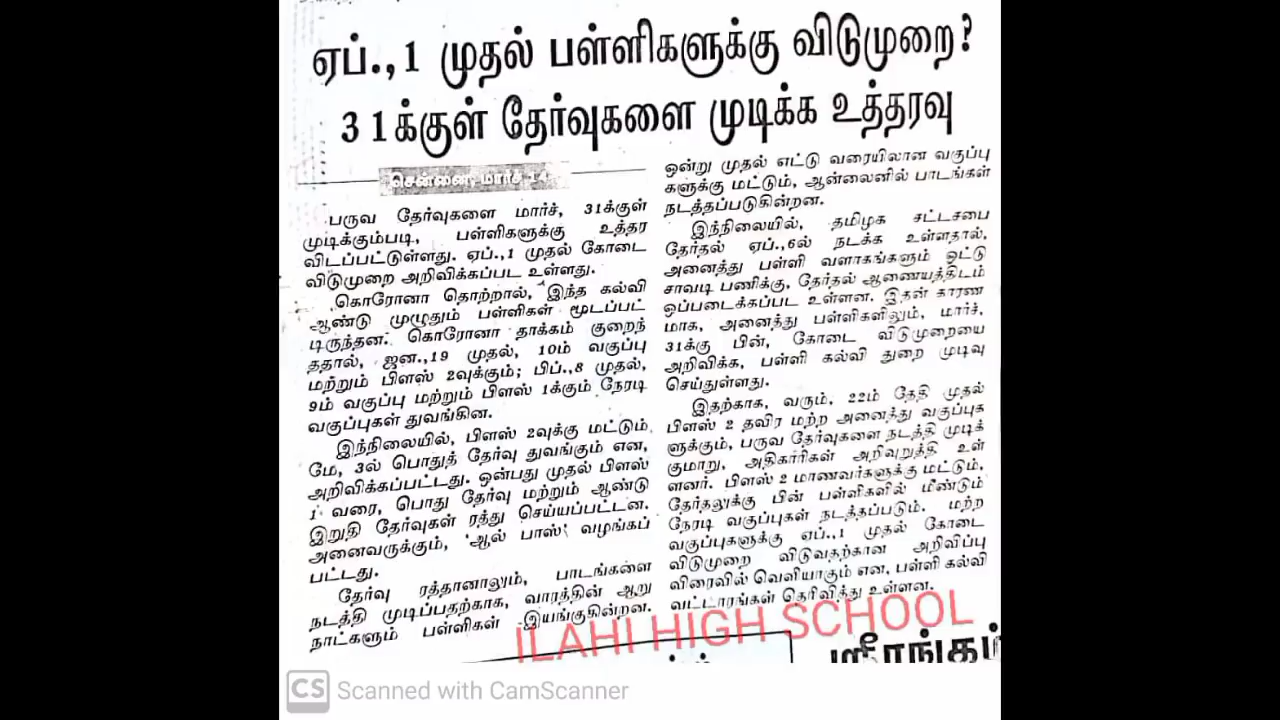 ஏப்.,1 முதல் பள்ளிகளுக்கு விடுமுறை?
31க்குள் தேர்வுகளை முடிக்க உத்தரவு
சென்னை, மார்ச் 14
பருவ தேர்வுகளை மார்ச், 31க்குள்
முடிக்கும்படி, பள்ளிகளுக்கு உத்தர
விடப்பட்டுள்ளது. ஏப்.,1 முதல் கோடை
விடுமுறை அறிவிக்கப்பட உள்ளது.
கொரோனா தொற்றால், இந்த கல்வி
ஆண்டு முழுதும் பள்ளிகள் மூடப்பட்
டிருந்தன. கொரோனா தாக்கம் குறைந்
ததால், ஜன.,19 முதல், 10ம் வகுப்பு
மற்றும் பிளஸ் 2வுக்கும்; பிப்.,8 முதல்,
9ம் வகுப்பு மற்றும் பிளஸ் 1க்கும் நேரடி
வகுப்புகள் துவங்கின.
இந்நிலையில், பிளஸ் 2வுக்கு மட்டும்,
மே, 3ல் பொதுத் தேர்வு துவங்கும் என,
அறிவிக்கப்பட்டது. ஒன்பது முதல் பிளஸ்
1 வரை, பொது தேர்வு மற்றும் ஆண்டு
இறுதி தேர்வுகள் ரத்து செய்யப்பட்டன.
அனைவருக்கும், 'ஆல் பாஸ்' வழங்கப்
பட்டது.
தேர்வு ரத்தானாலும், பாடங்களை
நடத்தி முடிப்பதற்காக, வாரத்தின் ஆறு
நாட்களும் பள்ளிகள் இயங்குகின்றன.
ஒன்று முதல் எட்டு வரையிலான வகுப்பு
களுக்கு மட்டும், ஆன்லைனில் பாடங்கள்
நடத்தப்படுகின்றன.
இந்நிலையில், தமிழக சட்டசபை
தேர்தல் ஏப்.,6ல் நடக்க உள்ளதால்,
அனைத்து பள்ளி வளாகங்களும் ஓட்டு
சாவடி பணிக்கு, தேர்தல் ஆணையத்திடம்
ஒப்படைக்கப்பட உள்ளன. இதன் காரண
மாக, அனைத்து பள்ளிகளிலும், மார்ச்,
31க்கு பின், கோடை விடுமுறையை
அறிவிக்க, பள்ளி கல்வி துறை முடிவு
செய்துள்ளது.
இதற்காக, வரும், 22ம் தேதி முதல்
பிளஸ் 2 தவிர மற்ற அனைத்து வகுப்புக
ளுக்கும், பருவ தேர்வுகளை நடத்தி முடிக்
குமாறு, அதிகாரிகள் அறிவுறுத்தி உள்
ளனர். பிளஸ் 2 மாணவர்களுக்கு மட்டும்,
தேர்தலுக்கு பின் பள்ளிகளில் மீண்டும்
நேரடி வகுப்புகள் நடத்தப்படும். மற்ற
வகுப்புகளுக்கு ஏப்.,1 முதல் கோடை
விடுமுறை விடுவதற்கான அறிவிப்பு
விரைவில் வெளியாகும் என, பள்ளி கல்வி
வட்டாரங்கள் தெரிவித்து உள்ளன.
ILAHI HIGH SCHOOL
ஸ்ரீரங்கம்
CS Scanned with CamScanner